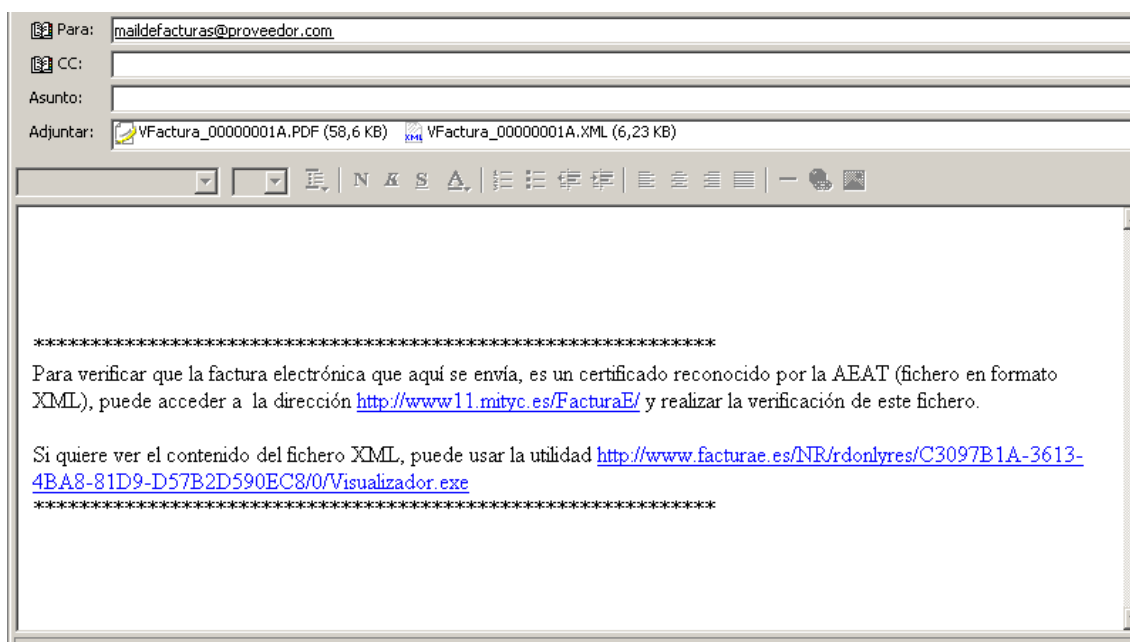 Para: maildefacturas@proveedor.com
CC:
Asunto:
Adjuntar: VFactura_00000001A.PDF (58,6 KB) VFactura_00000001A.XML (6,23 KB)
N K S A
************************************************************
Para verificar que la factura electrónica que aquí se envía, es un certificado reconocido por la AEAT (fichero en formato
XML), puede acceder a la dirección http://www11.mityc.es/FacturaE/ y realizar la verificación de este fichero.
Si quiere ver el contenido del fichero XML, puede usar la utilidad http://www.facturae.es/NR/rdonlyres/C3097B1A-3613-
4BA8-81D9-D57B2D590EC8/0/Visualizador.exe
************************************************************